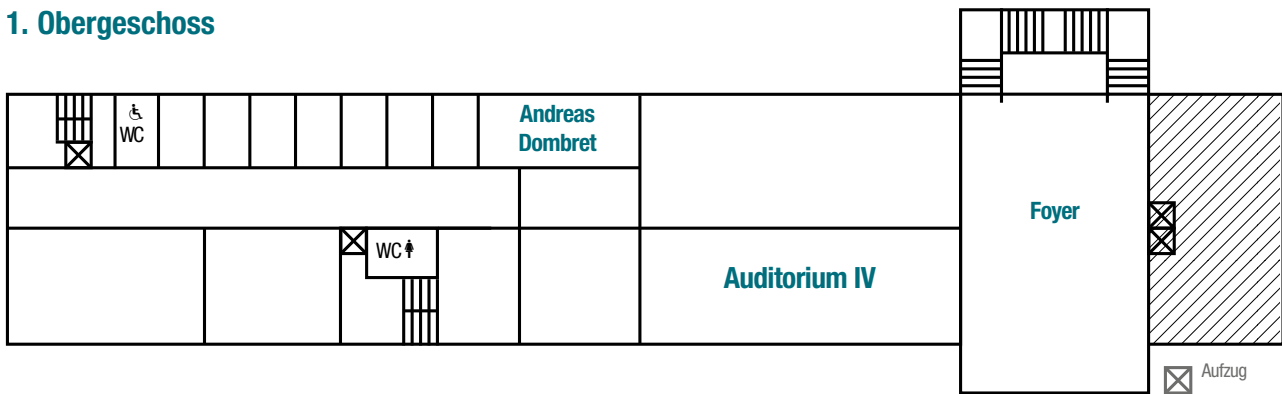 1. Obergeschoss
WC
Andreas
Dombret
Foyer
WC
Auditorium IV
Aufzug